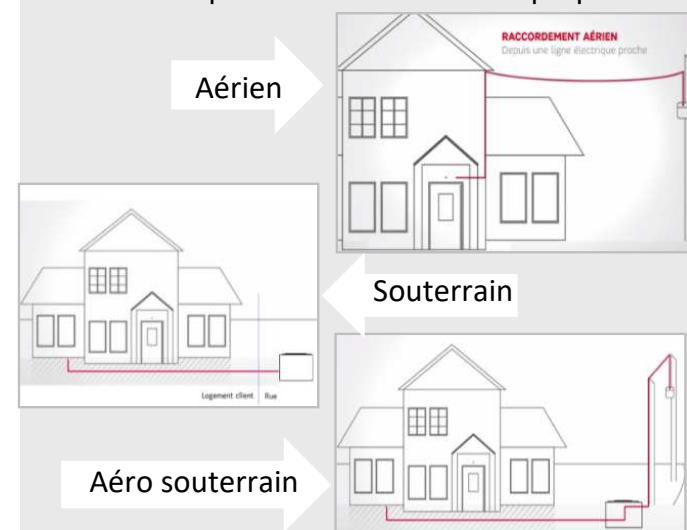 RACCORDEMENT AÉRIEN
Depuis une ligne électrique proche
Aérien
Souterrain
Logement client
Rue
Aéro souterrain